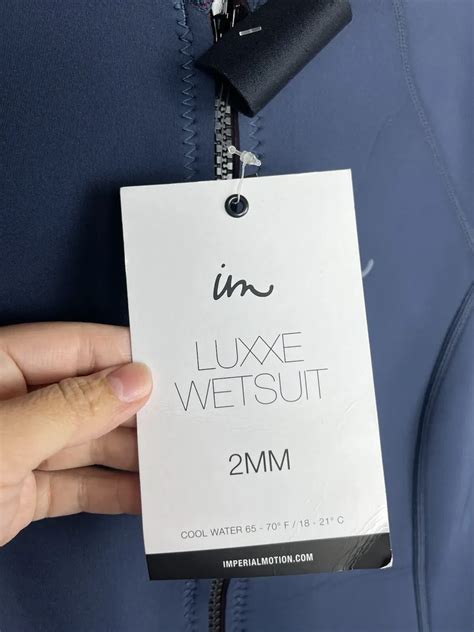 im
LUXXE
WETSUIT
2MM
COOL WATER 65 - 70° F / 18 - 21° C
IMPERIALMOTION.COM